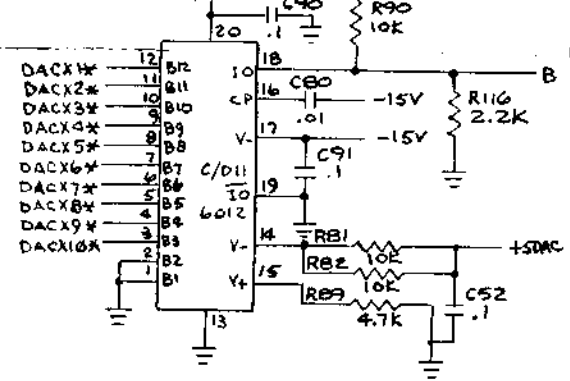 C90
.1
R90
10K
20
DACX1* 12 B12 IO 18 B
DACX2* 11 B11
C80
DACX3* 10 B10 CP 16 -15V
.01
R116
2.2K
DACX4* 9 B9
DACX5* 8 B8 V- 17 -15V
DACX6* 7 B7 C/D11
C91
.1
DACX7* 6 B6 IO 19
DACX8* 5 B5 6012
DACX9* 4 B4
DACX10* 3 B3 V- 14 R81 10K +5DAC
2 B2 R82 10K
1 B1 V+ 15 R89 4.7K
C52
.1
13